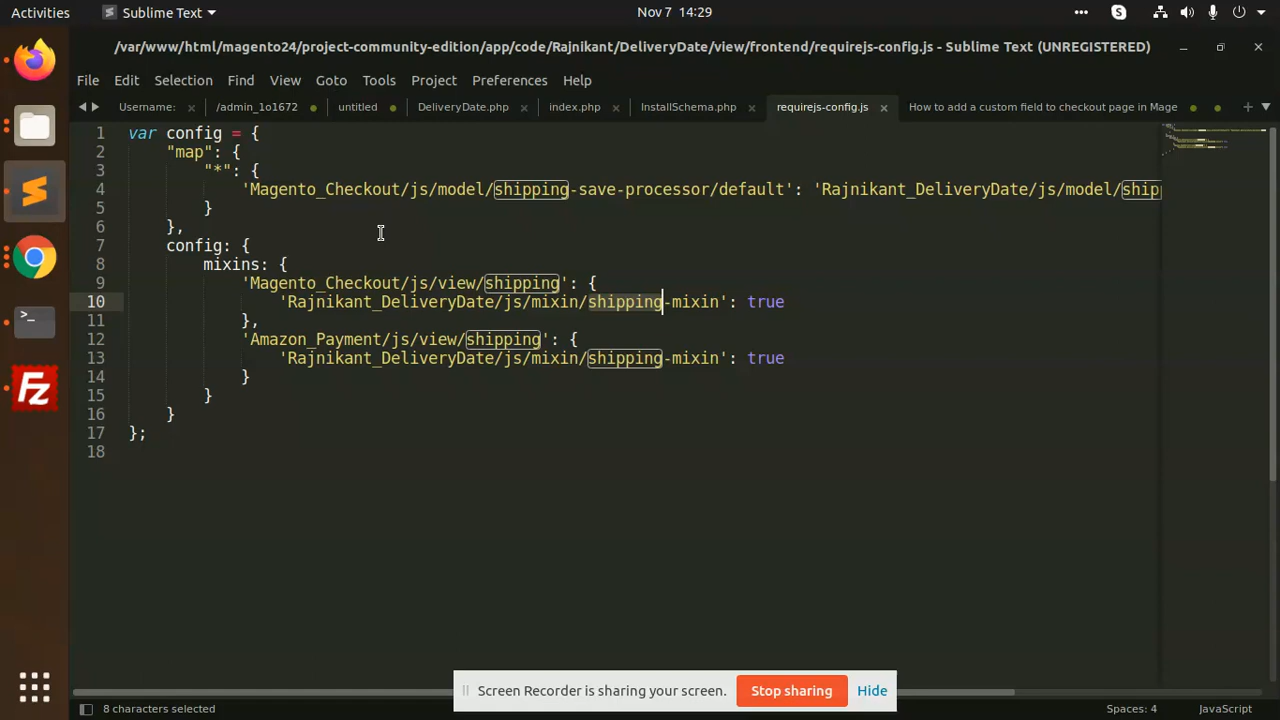 Activities Sublime Text Nov 7 14:29
/var/www/html/magento24/project-community-edition/app/code/Rajnikant/DeliveryDate/view/frontend/requirejs-config.js - Sublime Text (UNREGISTERED)
File Edit Selection Find View Goto Tools Project Preferences Help
Username: /admin_1o1672 untitled DeliveryDate.php index.php InstallSchema.php requirejs-config.js How to add a custom field to checkout page in Mage
1 var config = {
2 "map": {
3 "*": {
4 'Magento_Checkout/js/model/shipping-save-processor/default': 'Rajnikant_DeliveryDate/js/model/shipp
5 }
6 },
7 config: {
8 mixins: {
9 'Magento_Checkout/js/view/shipping': {
10 'Rajnikant_DeliveryDate/js/mixin/shipping-mixin': true
11 },
12 'Amazon_Payment/js/view/shipping': {
13 'Rajnikant_DeliveryDate/js/mixin/shipping-mixin': true
14 }
15 }
16 }
17 };
18
Screen Recorder is sharing your screen. Stop sharing Hide
8 characters selected Spaces: 4 JavaScript